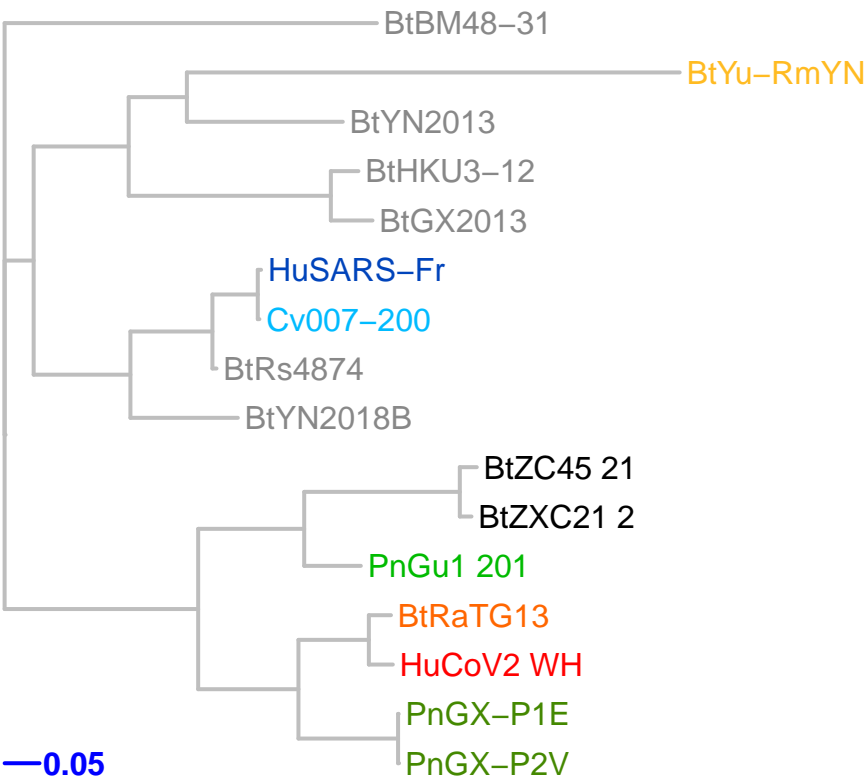 BtBM48−31
BtYu−RmYN
BtYN2013
BtHKU3−12
BtGX2013
HuSARS−Fr
Cv007−200
BtRs4874
BtYN2018B
BtZC45 21
BtZXC21 2
PnGu1 201
BtRaTG13
HuCoV2 WH
PnGX−P1E
PnGX−P2V
0.05